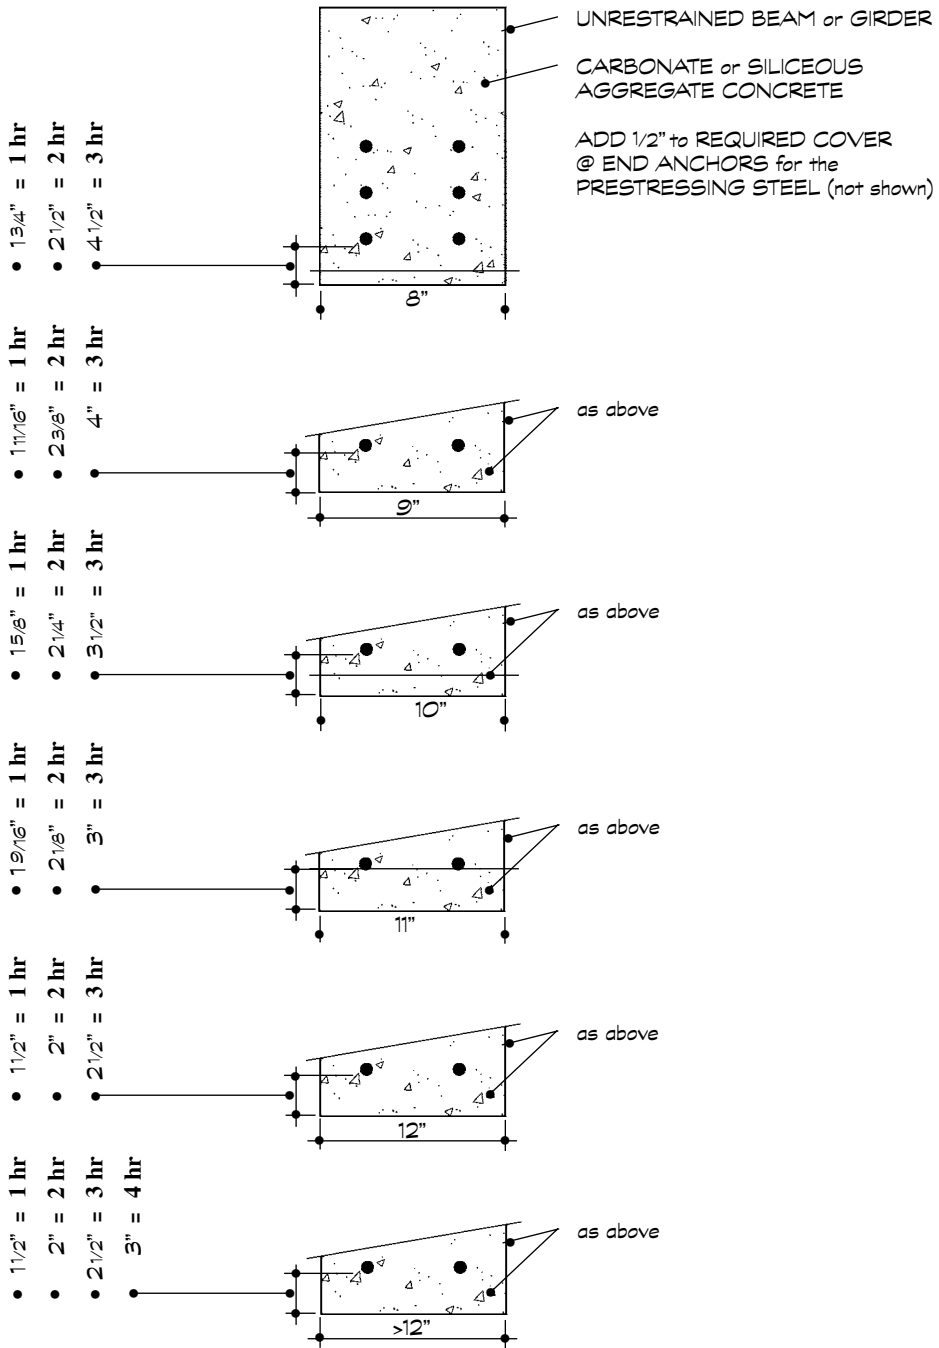 UNRESTRAINED BEAM or GIRDER
CARBONATE or SILICEOUS
AGGREGATE CONCRETE
ADD 1/2" to REQUIRED COVER
@ END ANCHORS for the
PRESTRESSING STEEL (not shown)
• 1 3/4" = 1 hr
• 2 1/2" = 2 hr
• 4 1/2" = 3 hr
8"
• 1 11/16" = 1 hr
• 2 3/8" = 2 hr
• 4" = 3 hr
as above
9"
• 1 5/8" = 1 hr
• 2 1/4" = 2 hr
• 3 1/2" = 3 hr
as above
10"
• 1 9/16" = 1 hr
• 2 1/8" = 2 hr
• 3" = 3 hr
as above
11"
• 1 1/2" = 1 hr
• 2" = 2 hr
• 2 1/2" = 3 hr
as above
12"
• 1 1/2" = 1 hr
• 2" = 2 hr
• 2 1/2" = 3 hr
• 3" = 4 hr
as above
>12"